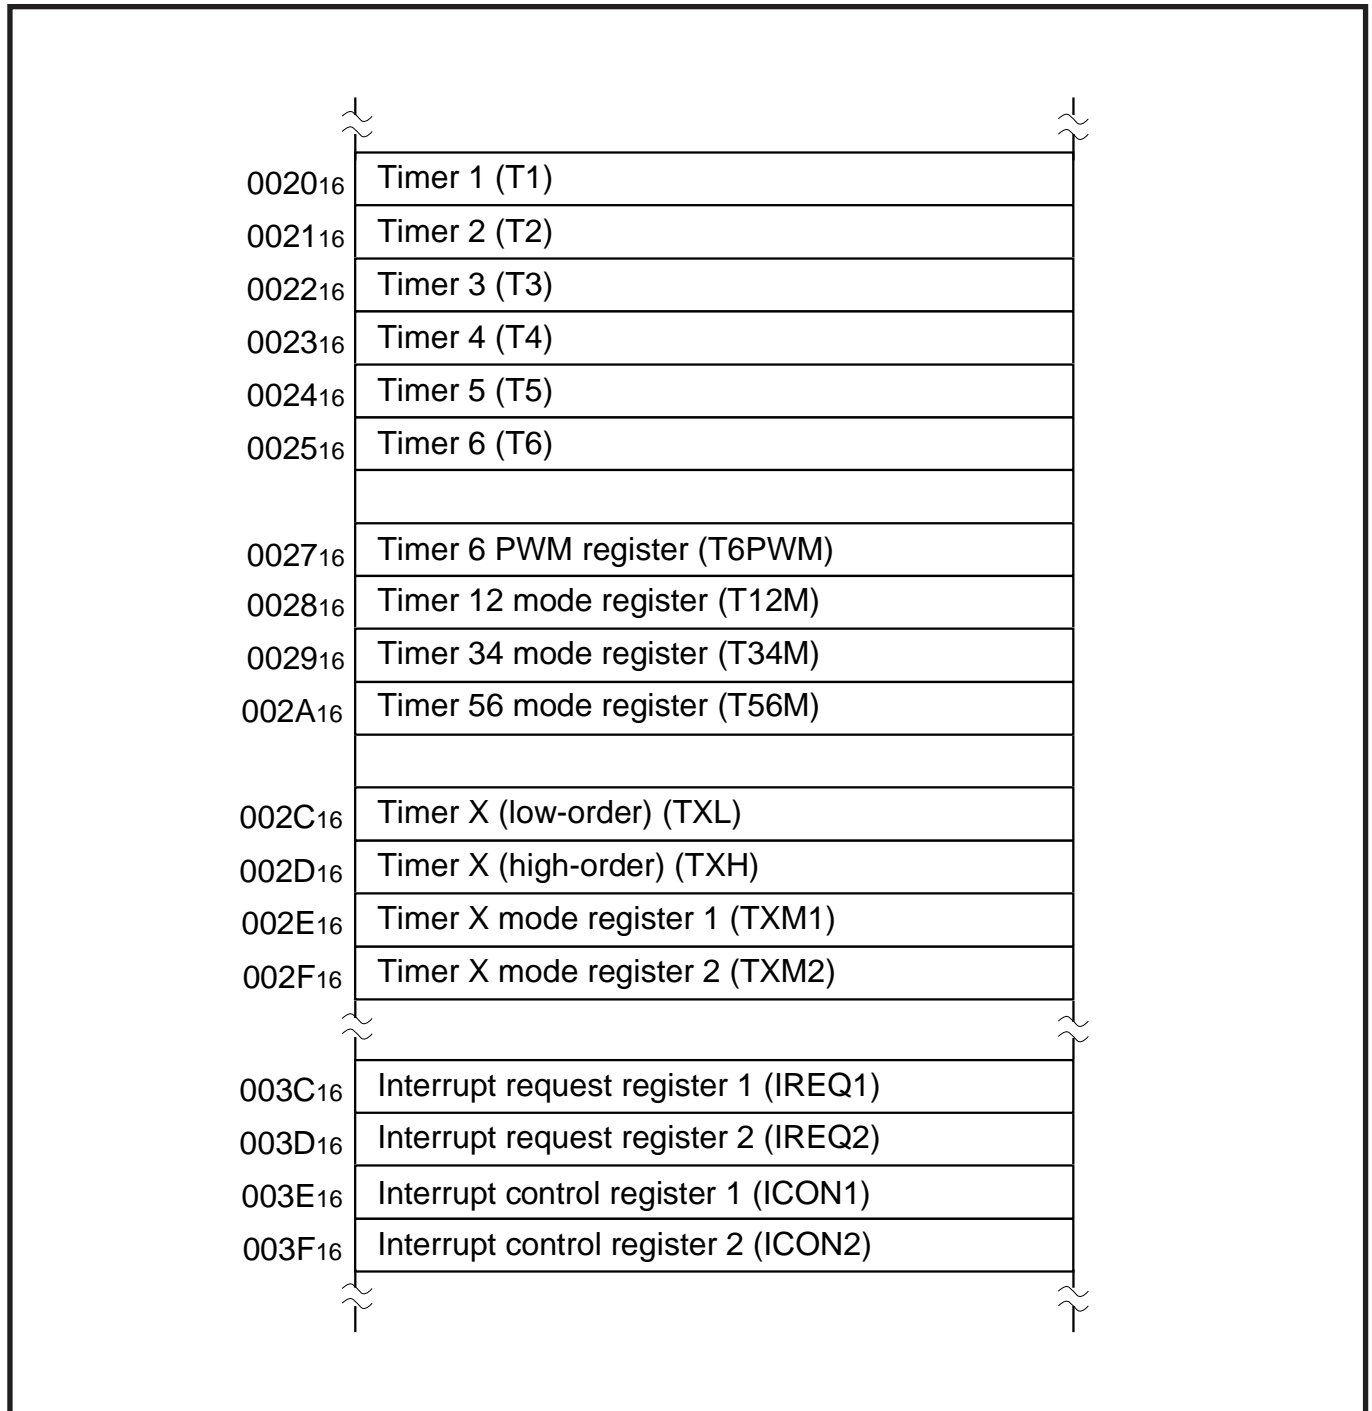 002016 Timer 1 (T1)
002116 Timer 2 (T2)
002216 Timer 3 (T3)
002316 Timer 4 (T4)
002416 Timer 5 (T5)
002516 Timer 6 (T6)
002716 Timer 6 PWM register (T6PWM)
002816 Timer 12 mode register (T12M)
002916 Timer 34 mode register (T34M)
002A16 Timer 56 mode register (T56M)
002C16 Timer X (low-order) (TXL)
002D16 Timer X (high-order) (TXH)
002E16 Timer X mode register 1 (TXM1)
002F16 Timer X mode register 2 (TXM2)
003C16 Interrupt request register 1 (IREQ1)
003D16 Interrupt request register 2 (IREQ2)
003E16 Interrupt control register 1 (ICON1)
003F16 Interrupt control register 2 (ICON2)